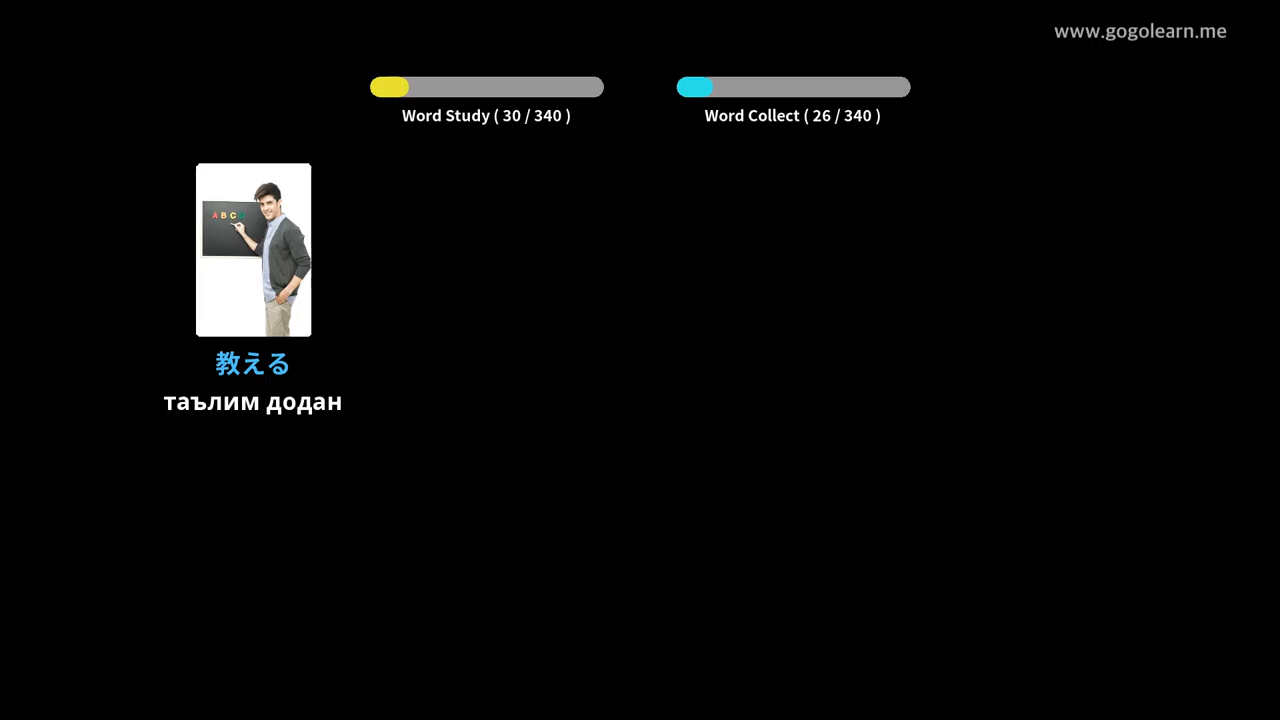 www.gogolearn.me
Word Study ( 30 / 340 )
Word Collect ( 26 / 340 )
A B C D
教える
таълим додан